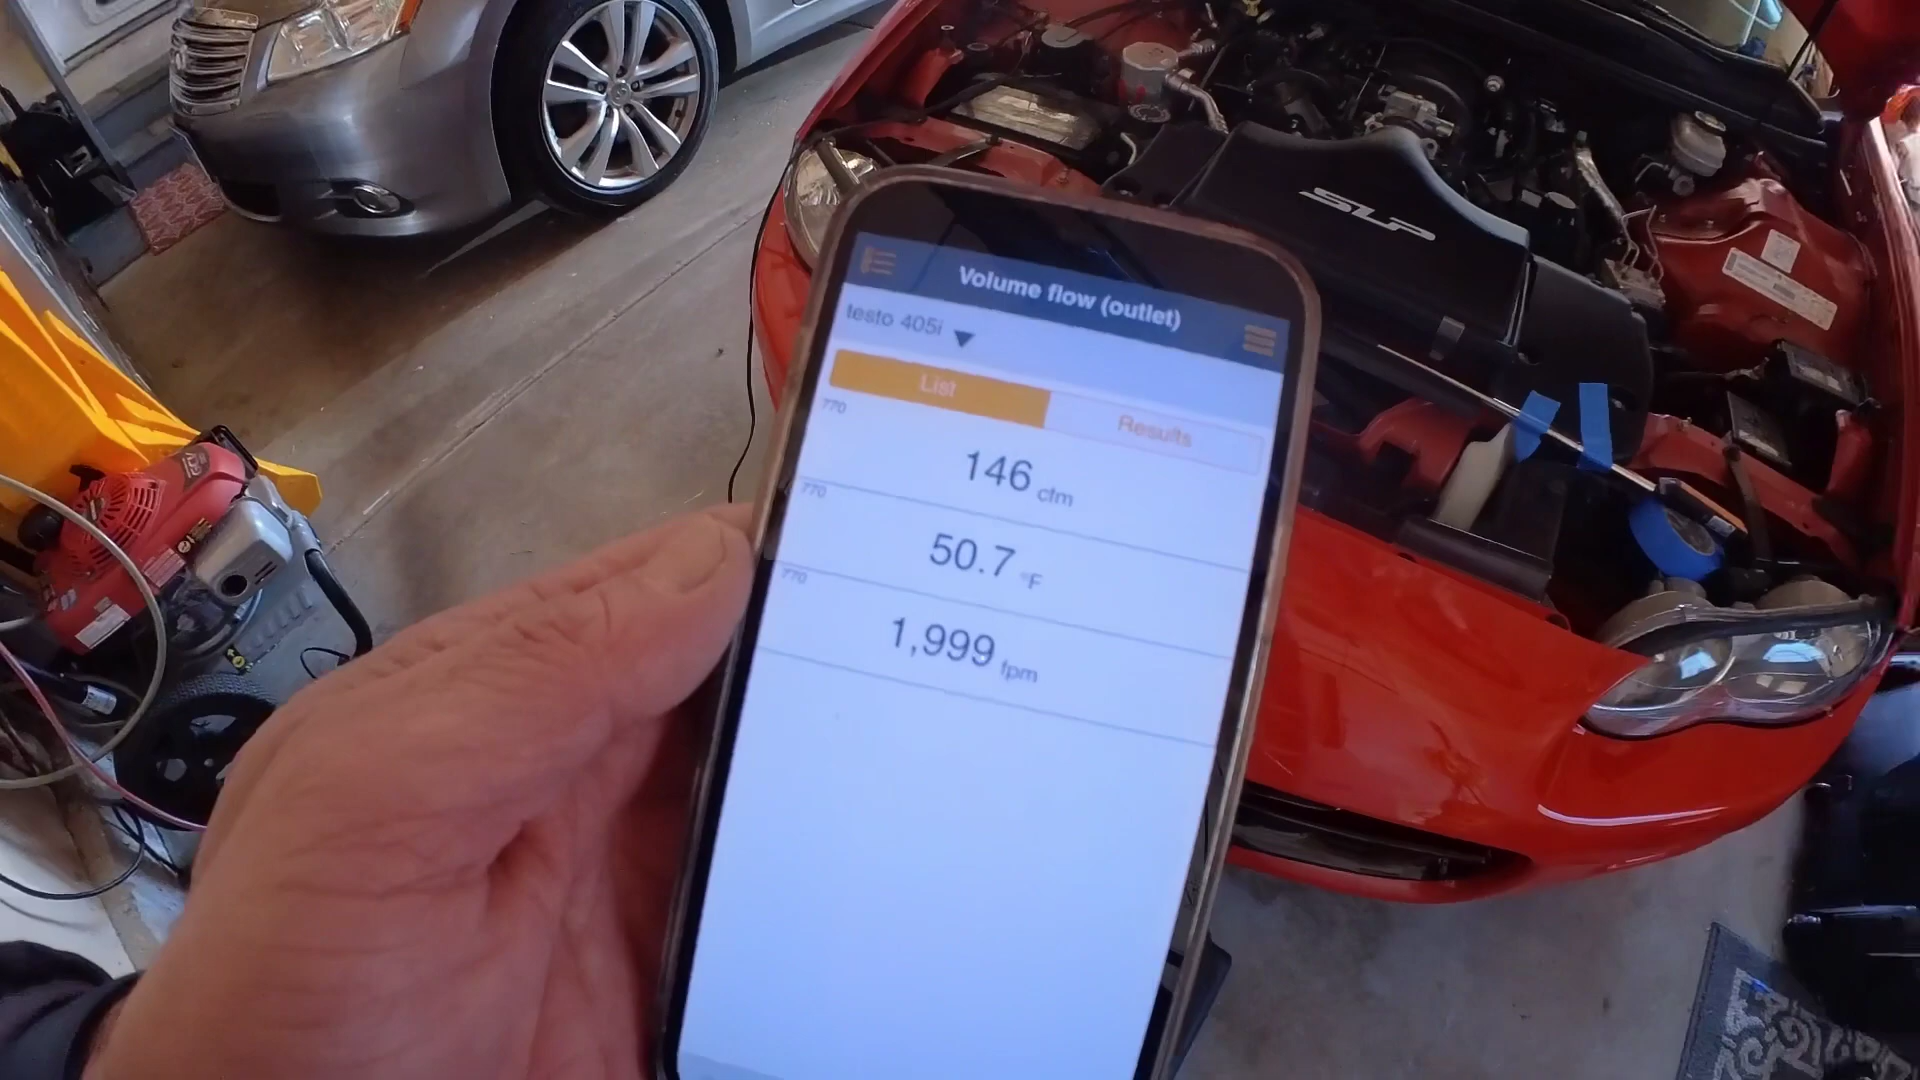 SLP
Volume flow (outlet)
testo 405i
List
Results
770
146 cfm
770
50.7 °F
770
1,999 fpm